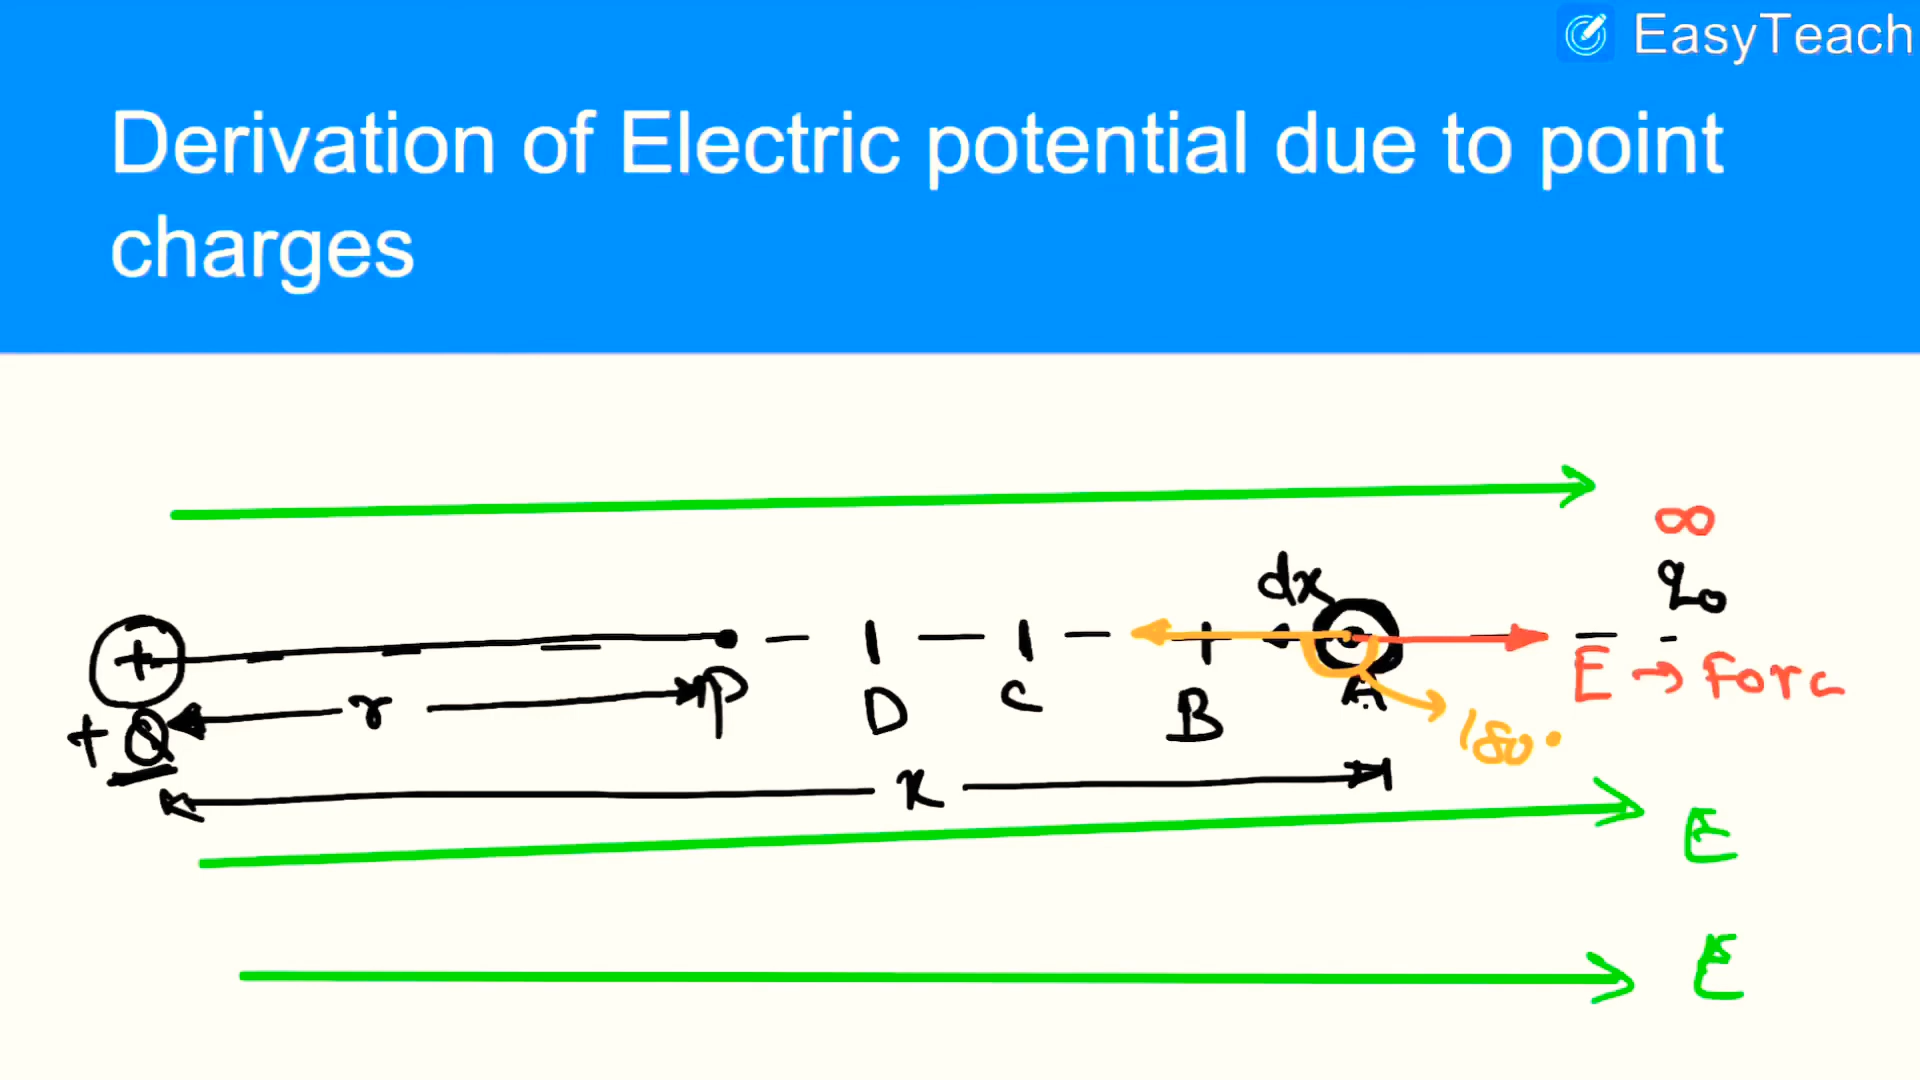 EasyTeach
Derivation of Electric potential due to point
charges
∞
dx
q₀
+
P D C B A
E → Forc
+Q
r
180°
x
E
E